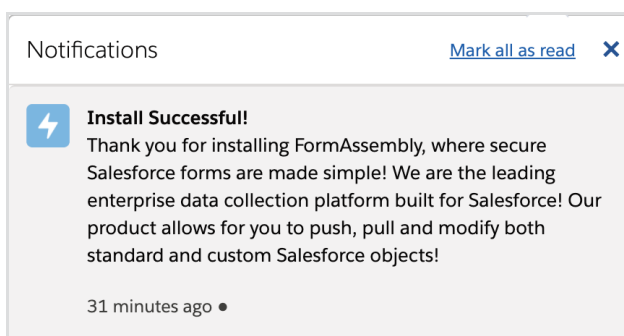 Notifications
Mark all as read
Install Successful!
Thank you for installing FormAssembly, where secure
Salesforce forms are made simple! We are the leading
enterprise data collection platform built for Salesforce! Our
product allows for you to push, pull and modify both
standard and custom Salesforce objects!
31 minutes ago